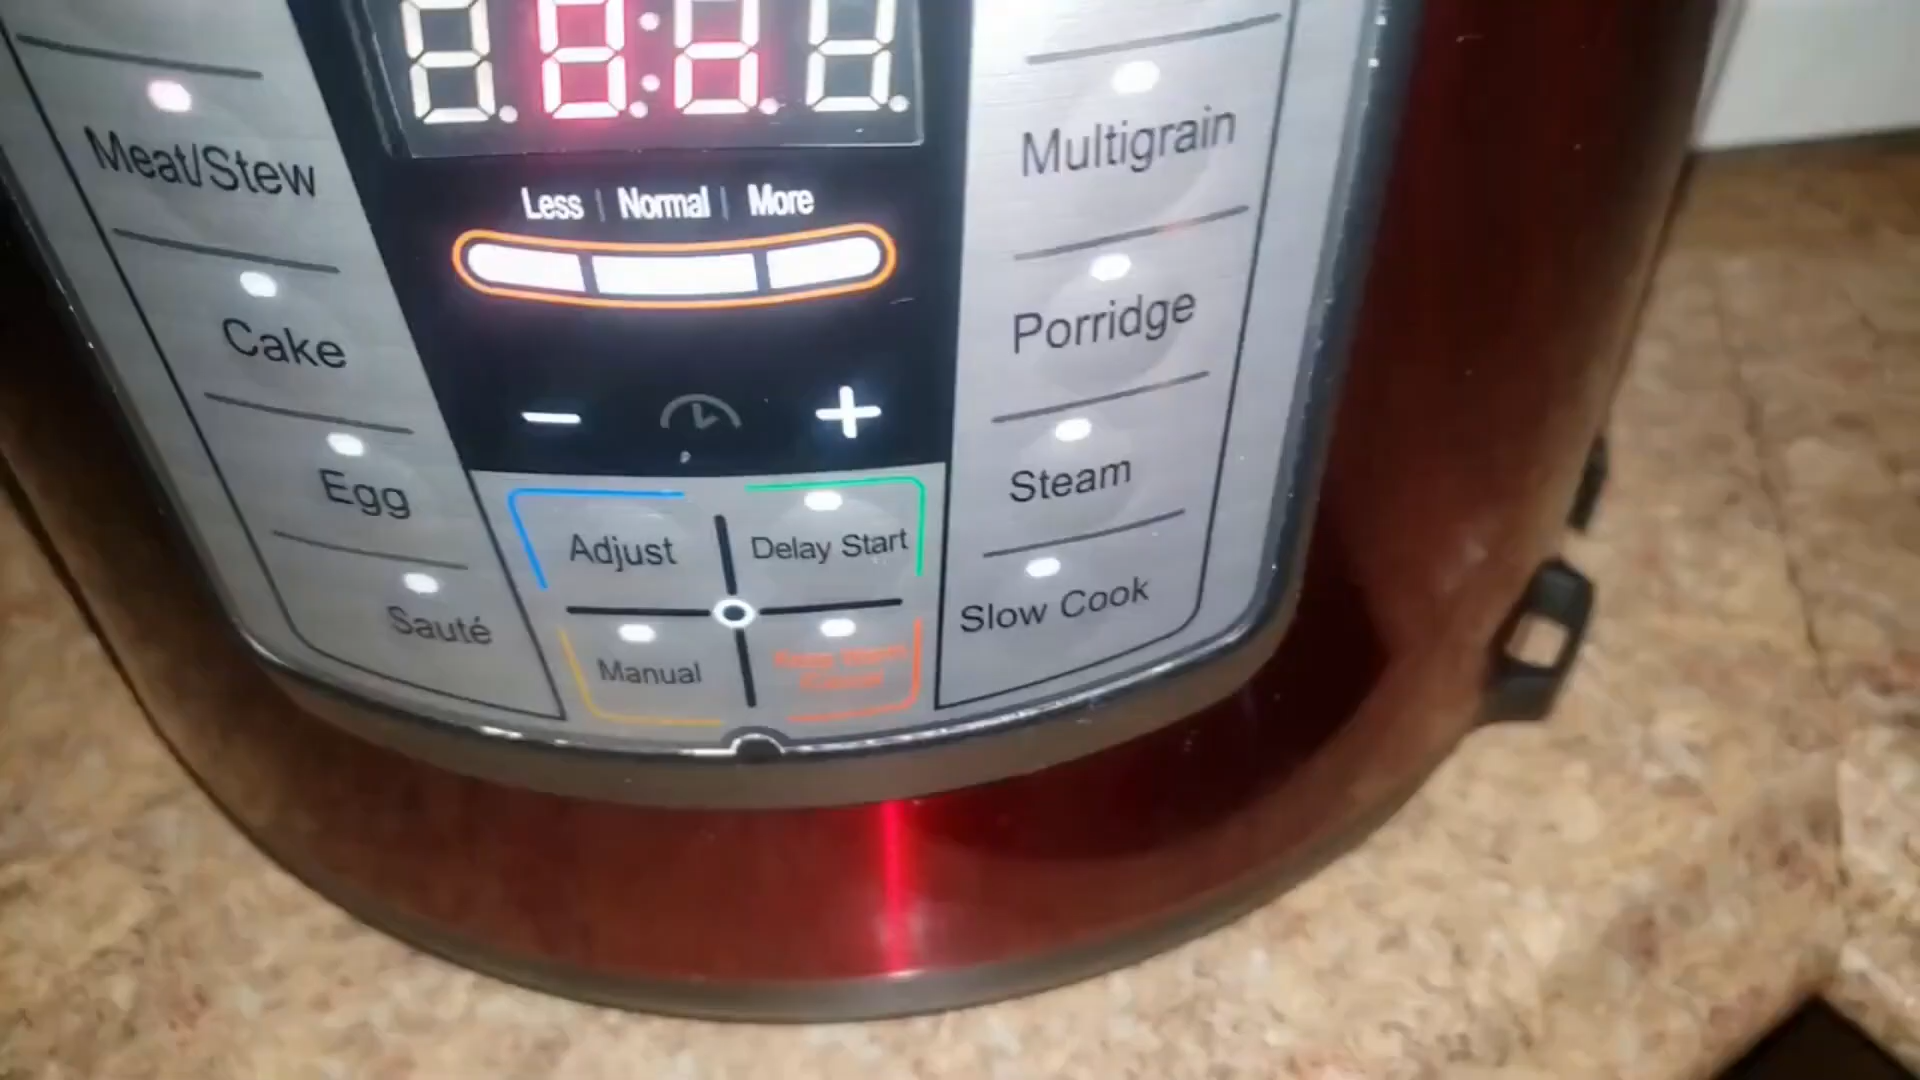 Meat/Stew
Cake
Egg
Sauté
Less | Normal | More
Adjust
Delay Start
Manual
Multigrain
Porridge
Steam
Slow Cook